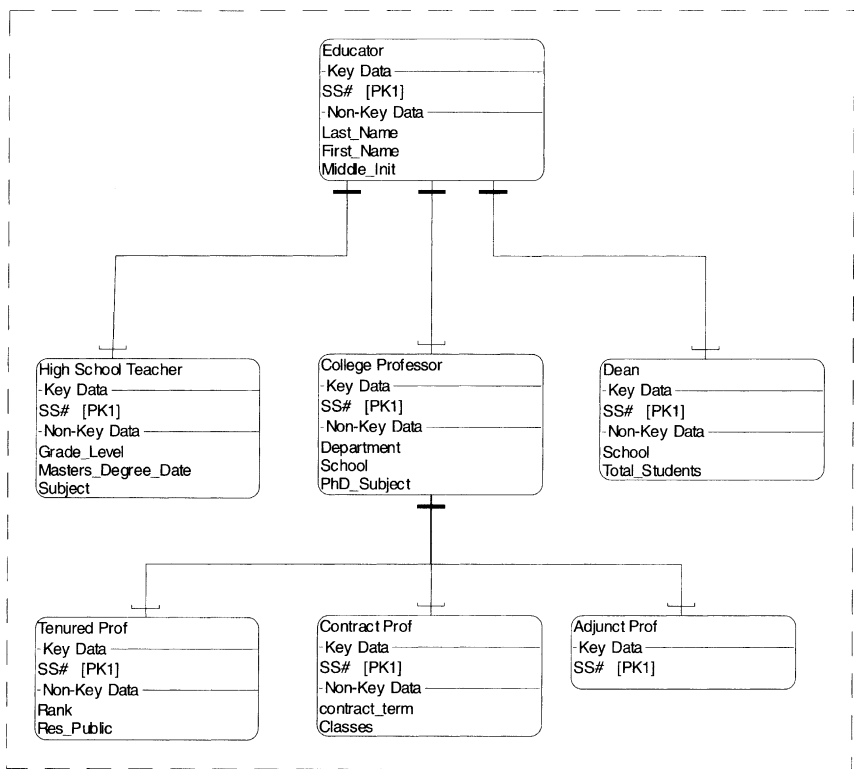 Educator
Key Data
SS# [PK1]
Non-Key Data
Last_Name
First_Name
Middle_Init
High School Teacher
Key Data
SS# [PK1]
Non-Key Data
Grade_Level
Masters_Degree_Date
Subject
College Professor
Key Data
SS# [PK1]
Non-Key Data
Department
School
PhD_Subject
Dean
Key Data
SS# [PK1]
Non-Key Data
School
Total_Students
Tenured Prof
Key Data
SS# [PK1]
Non-Key Data
Rank
Res_Public
Contract Prof
Key Data
SS# [PK1]
Non-Key Data
contract_term
Classes
Adjunct Prof
Key Data
SS# [PK1]